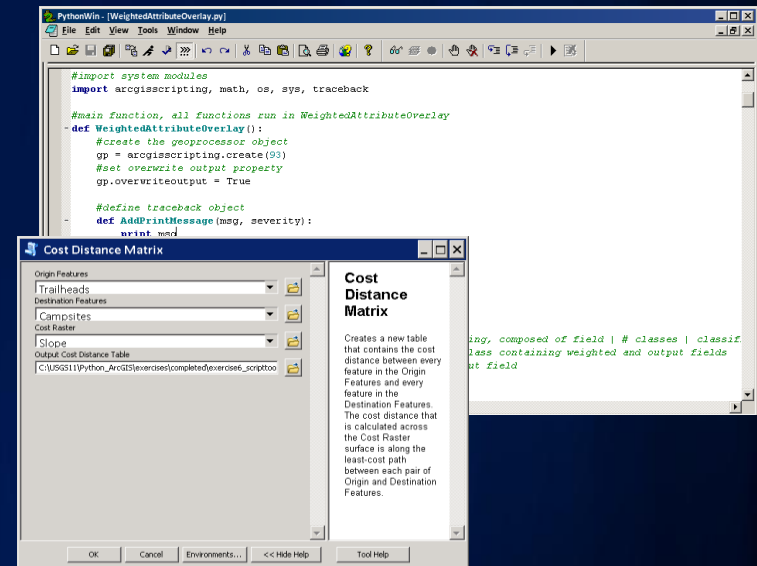 PythonWin - [WeightedAttributeOverlay.py]
File Edit View Tools Window Help
#import system modules
import arcgisscripting, math, os, sys, traceback
#main function, all functions run in WeightedAttributeOverlay
def WeightedAttributeOverlay():
#create the geoprocessor object
gp = arcgisscripting.create(93)
#set overwrite output property
gp.overwriteoutput = True
#define traceback object
def AddPrintMessage(msg, severity):
print msg
ing, composed of field | # classes | classif
lass containing weighted and output fields
ut field
Cost Distance Matrix
Origin Features
Trailheads
Destination Features
Campsites
Cost Raster
Slope
Output Cost Distance Table
C:\USGS11\Python_ArcGIS\exercises\completed\exercise6_scripttoo
Cost
Distance
Matrix
Creates a new table
that contains the cost
distance between every
feature in the Origin
Features and every
feature in the
Destination Features.
The cost distance that
is calculated across
the Cost Raster
surface is along the
least-cost path
between each pair of
Origin and Destination
Features.
OK Cancel Environments... << Hide Help Tool Help